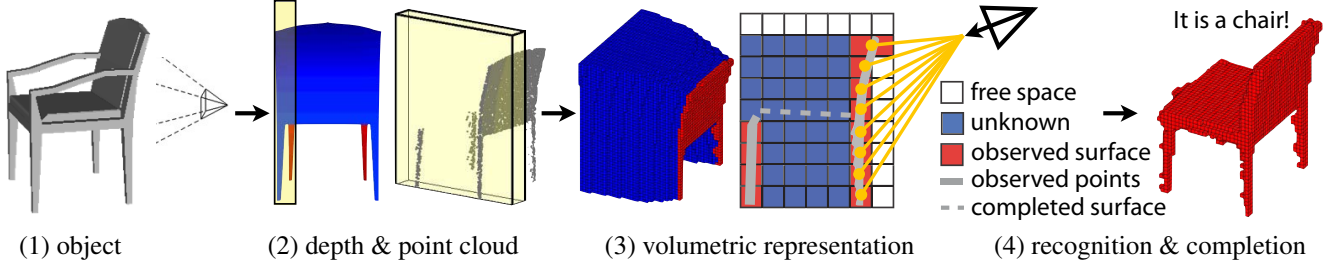 It is a chair!
free space
unknown
observed surface
observed points
completed surface
(1) object
(2) depth & point cloud
(3) volumetric representation
(4) recognition & completion